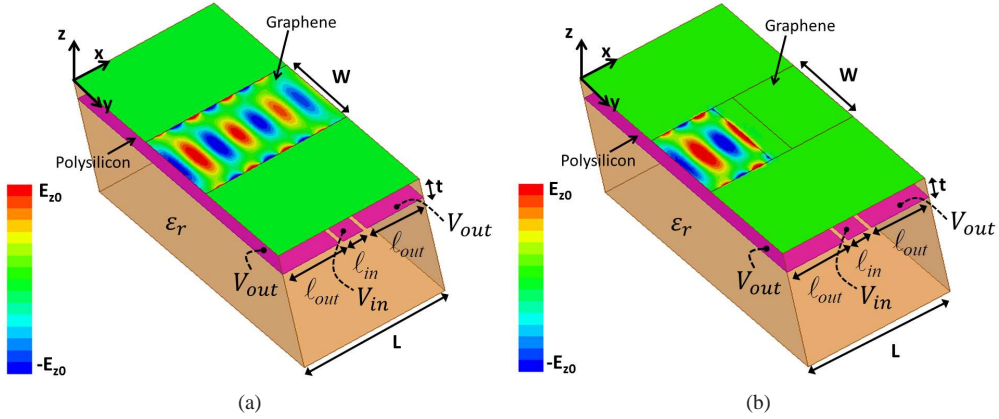 Graphene
z
x
y
W
Polysilicon
E_z0
-E_z0
ε_r
t
V_out
V_out
ℓ_out
ℓ_in
ℓ_out
V_in
L
(a)
Graphene
z
x
y
W
Polysilicon
E_z0
-E_z0
ε_r
t
V_out
V_out
ℓ_out
ℓ_in
ℓ_out
V_in
L
(b)